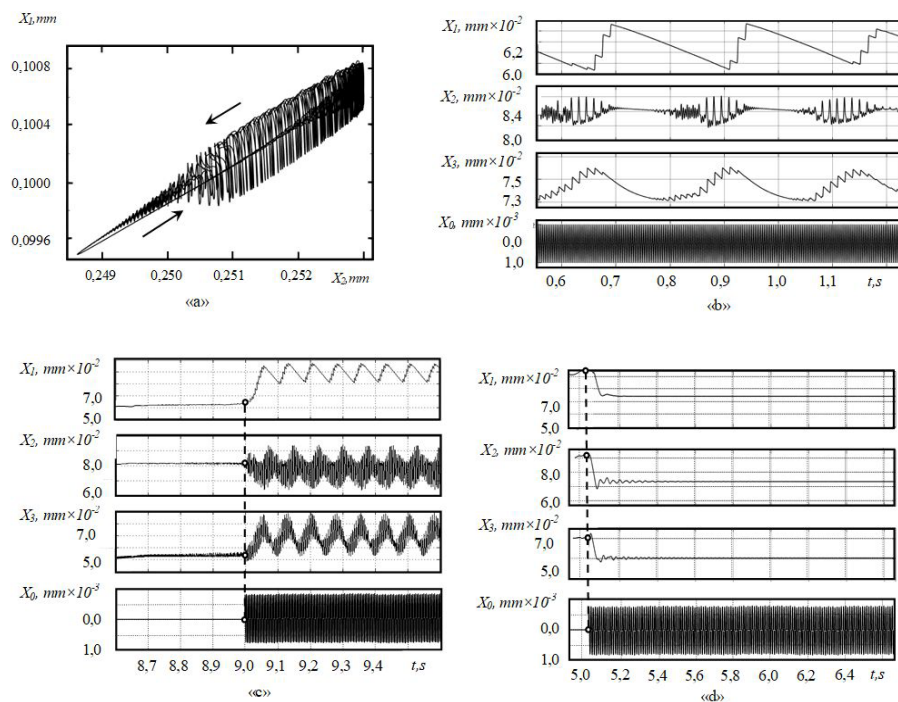 X₁, mm
0,1008
0,1004
0,1000
0,0996
0,249 0,250 0,251 0,252 X₂, mm
«a»
X₁, mm×10⁻²
6,2
6,0
X₂, mm×10⁻²
8,4
8,0
X₃, mm×10⁻²
7,5
7,3
X₀, mm×10⁻³
0,0
1,0
0,6 0,7 0,8 0,9 1,0 1,1 t,s
«b»
X₁, mm×10⁻²
7,0
5,0
X₂, mm×10⁻²
8,0
6,0
X₃, mm×10⁻²
7,0
5,0
X₀, mm×10⁻³
0,0
1,0
8,7 8,8 8,9 9,0 9,1 9,2 9,3 9,4 t,s
«c»
X₁, mm×10⁻²
7,0
5,0
X₂, mm×10⁻²
8,0
6,0
X₃, mm×10⁻²
7,0
5,0
X₀, mm×10⁻³
0,0
1,0
5,0 5,2 5,4 5,6 5,8 6,0 6,2 6,4 t,s
«d»